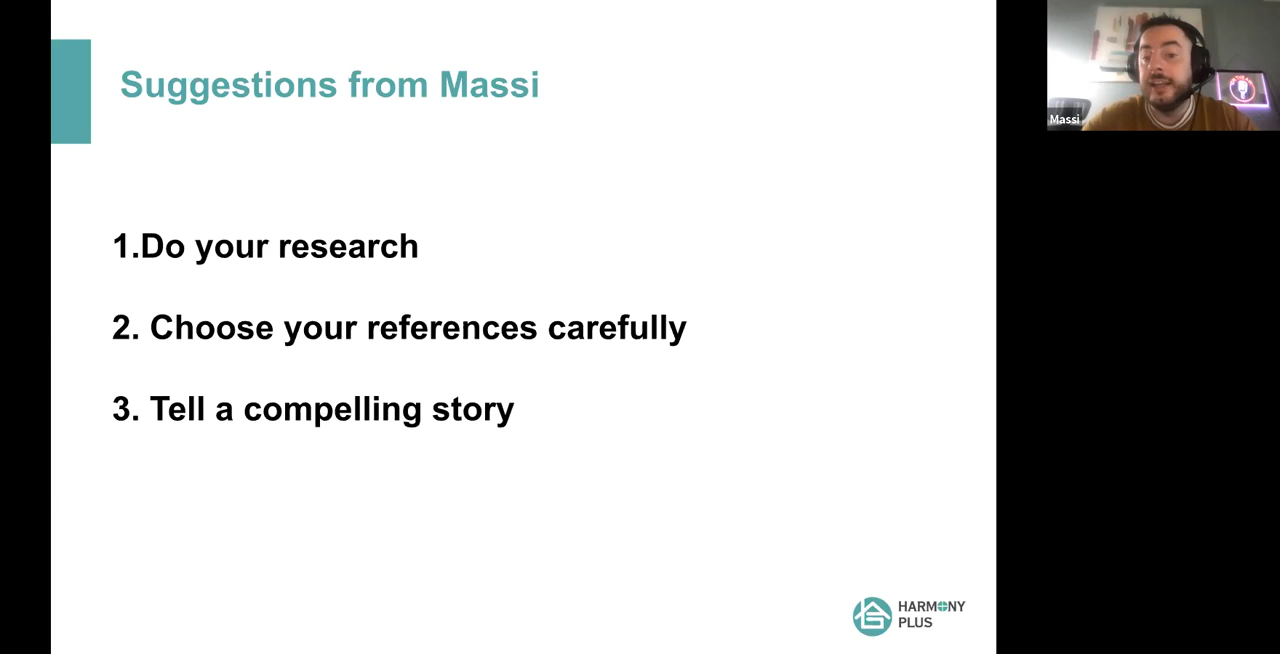 Suggestions from Massi
1.Do your research
2. Choose your references carefully
3. Tell a compelling story
HARMONY
PLUS
Massi